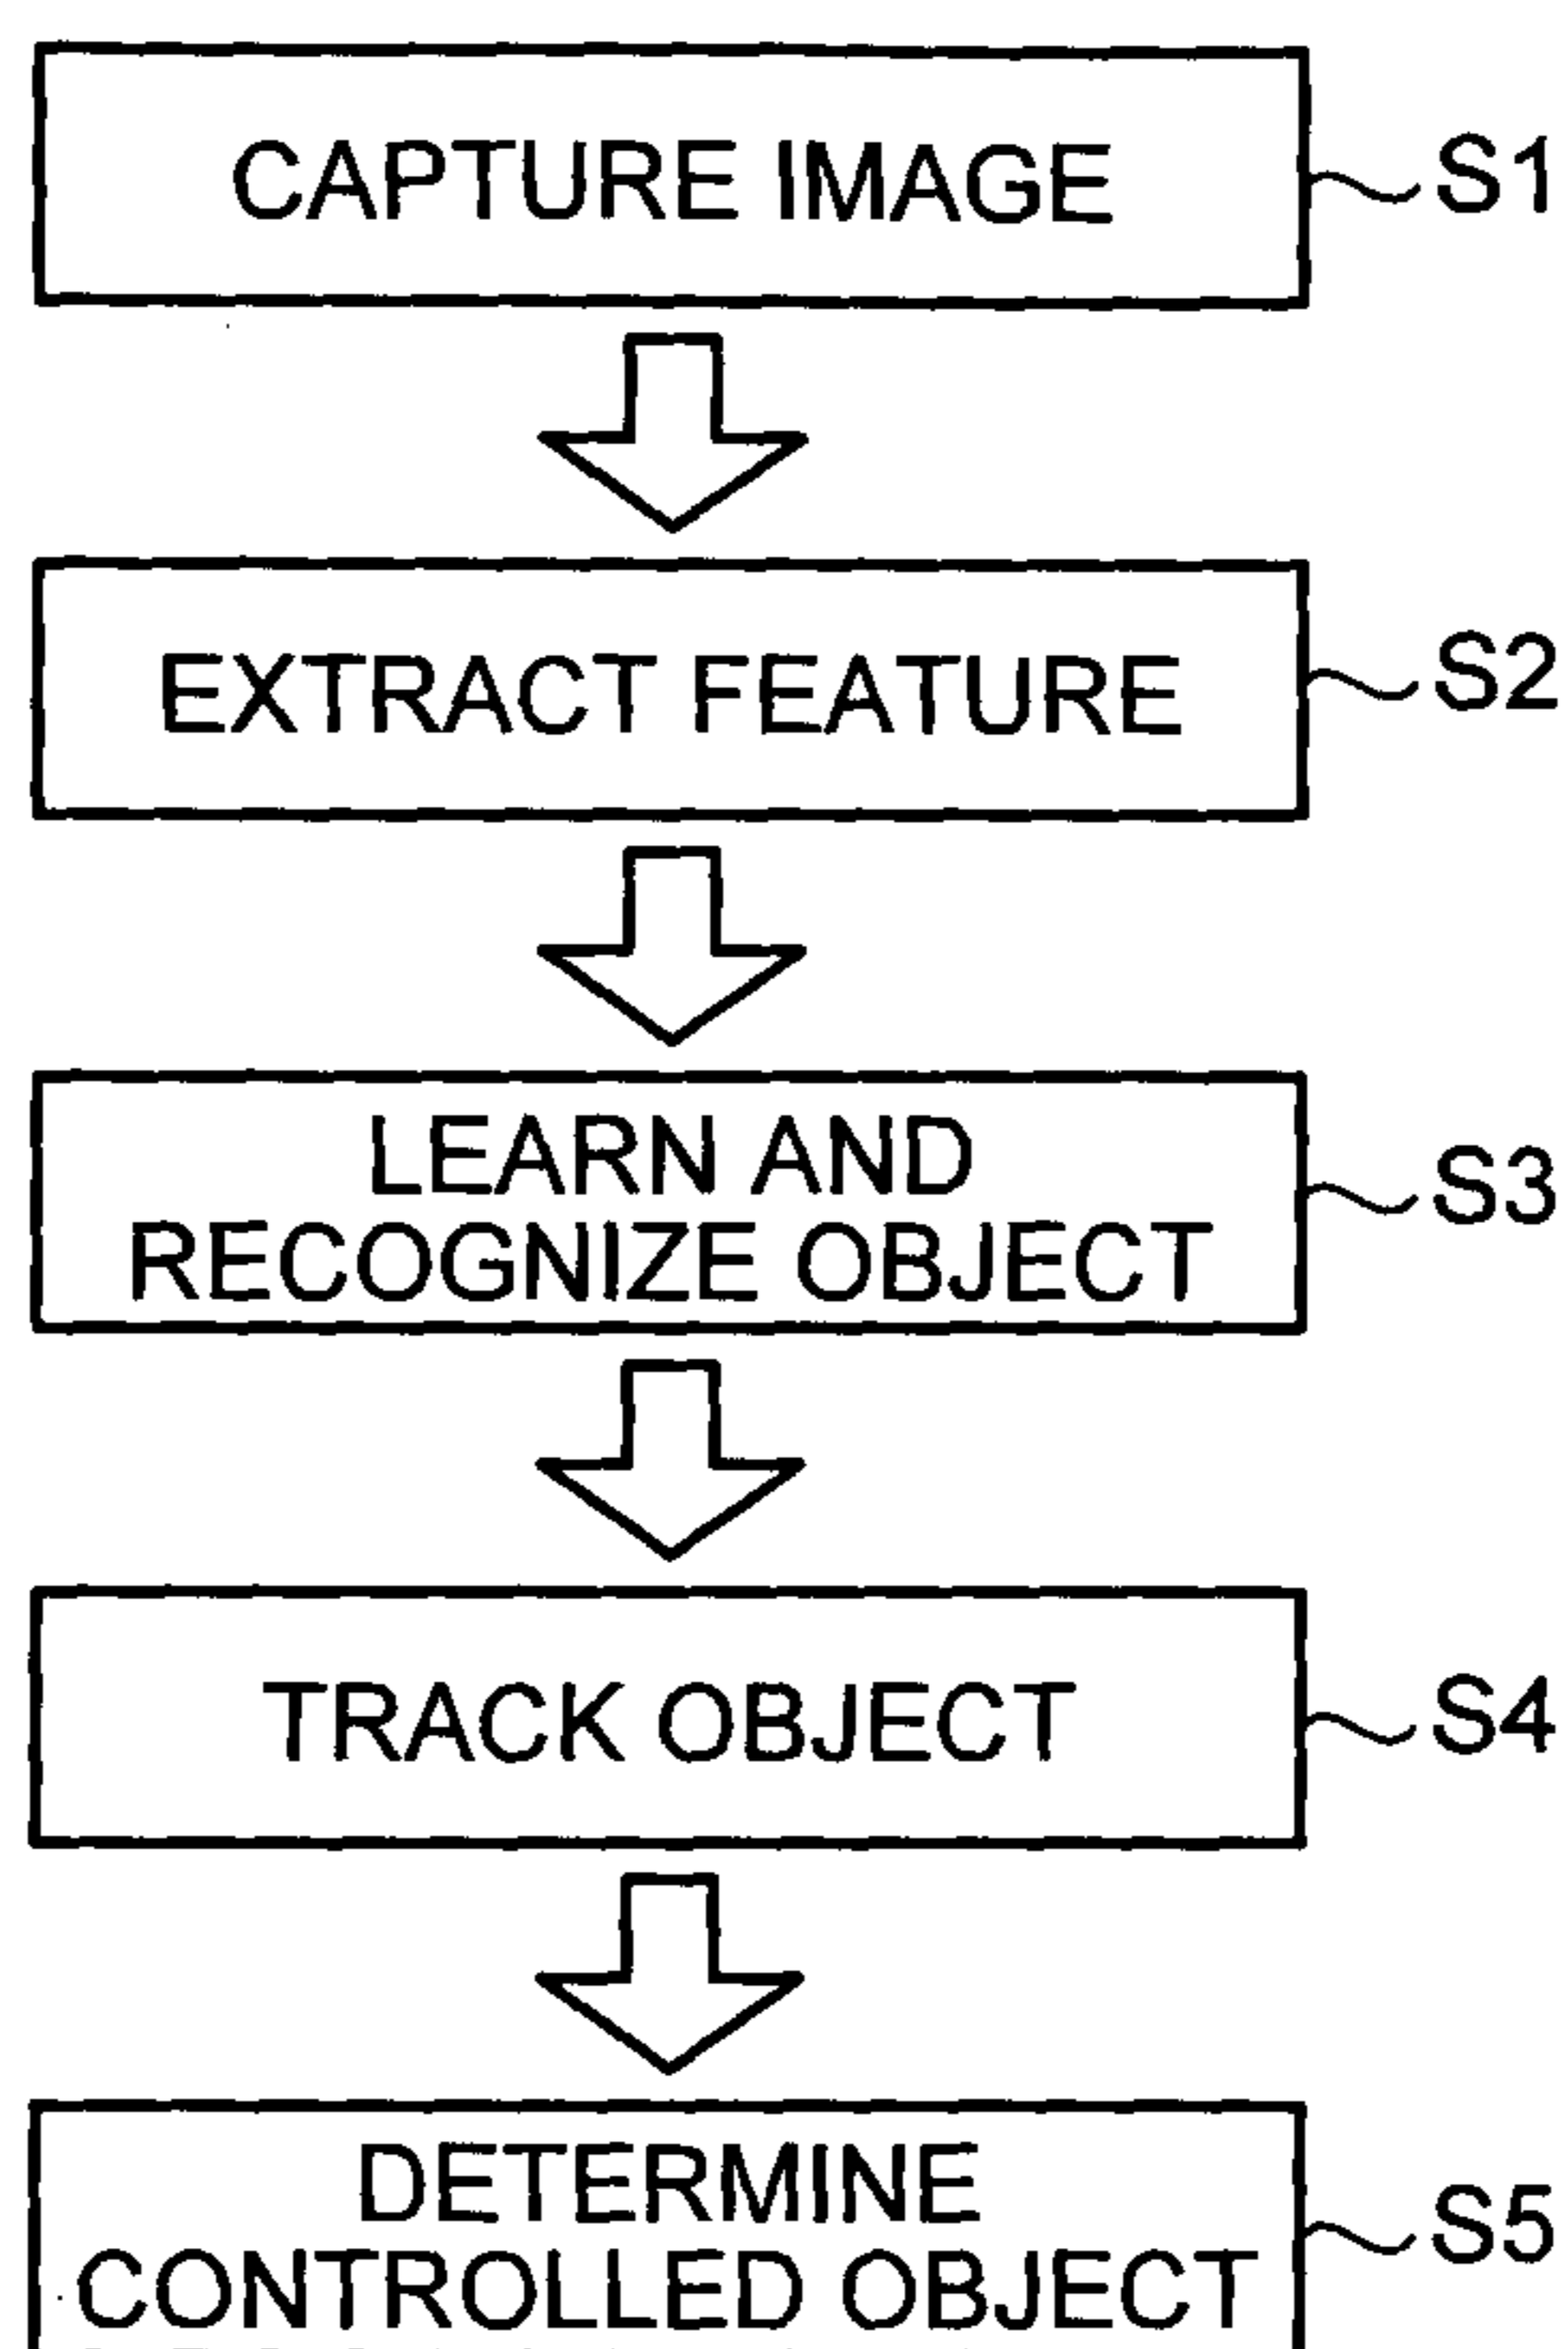 CAPTURE IMAGE
S1
EXTRACT FEATURE
S2
LEARN AND
RECOGNIZE OBJECT
S3
TRACK OBJECT
S4
DETERMINE
CONTROLLED OBJECT
S5